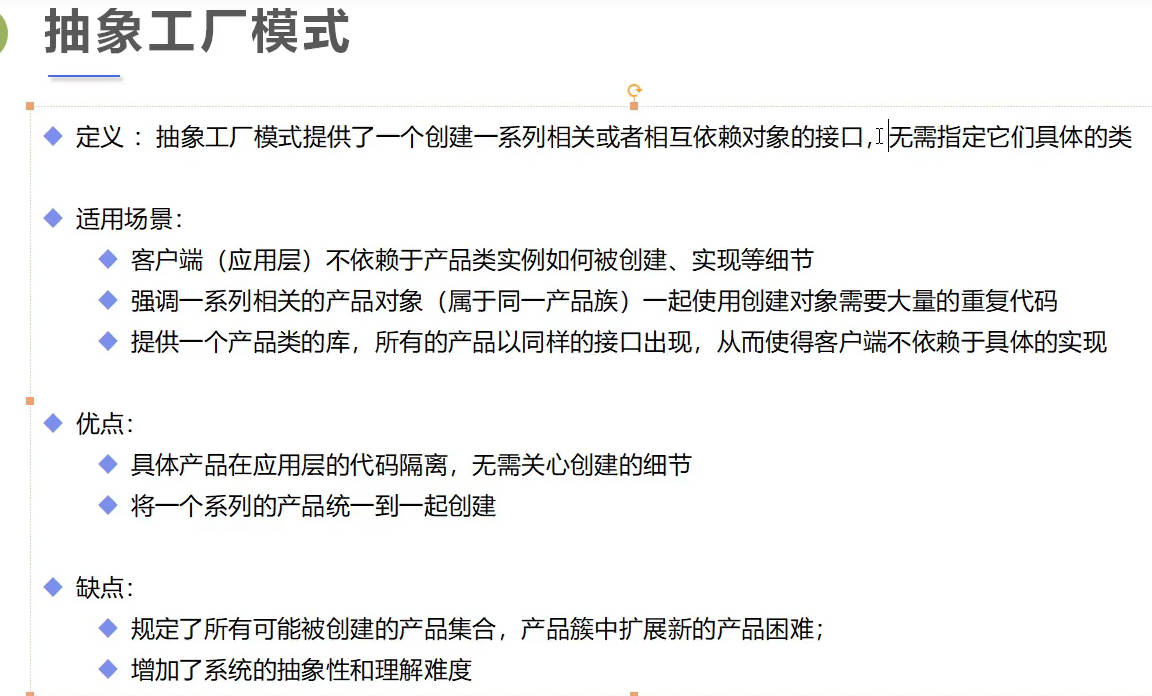 抽象工厂模式
定义 ：抽象工厂模式提供了一个创建一系列相关或者相互依赖对象的接口，无需指定它们具体的类
适用场景：
客户端（应用层）不依赖于产品类实例如何被创建、实现等细节
强调一系列相关的产品对象（属于同一产品族）一起使用创建对象需要大量的重复代码
提供一个产品类的库，所有的产品以同样的接口出现，从而使得客户端不依赖于具体的实现
优点：
具体产品在应用层的代码隔离，无需关心创建的细节
将一个系列的产品统一到一起创建
缺点：
规定了所有可能被创建的产品集合，产品簇中扩展新的产品困难；
增加了系统的抽象性和理解难度